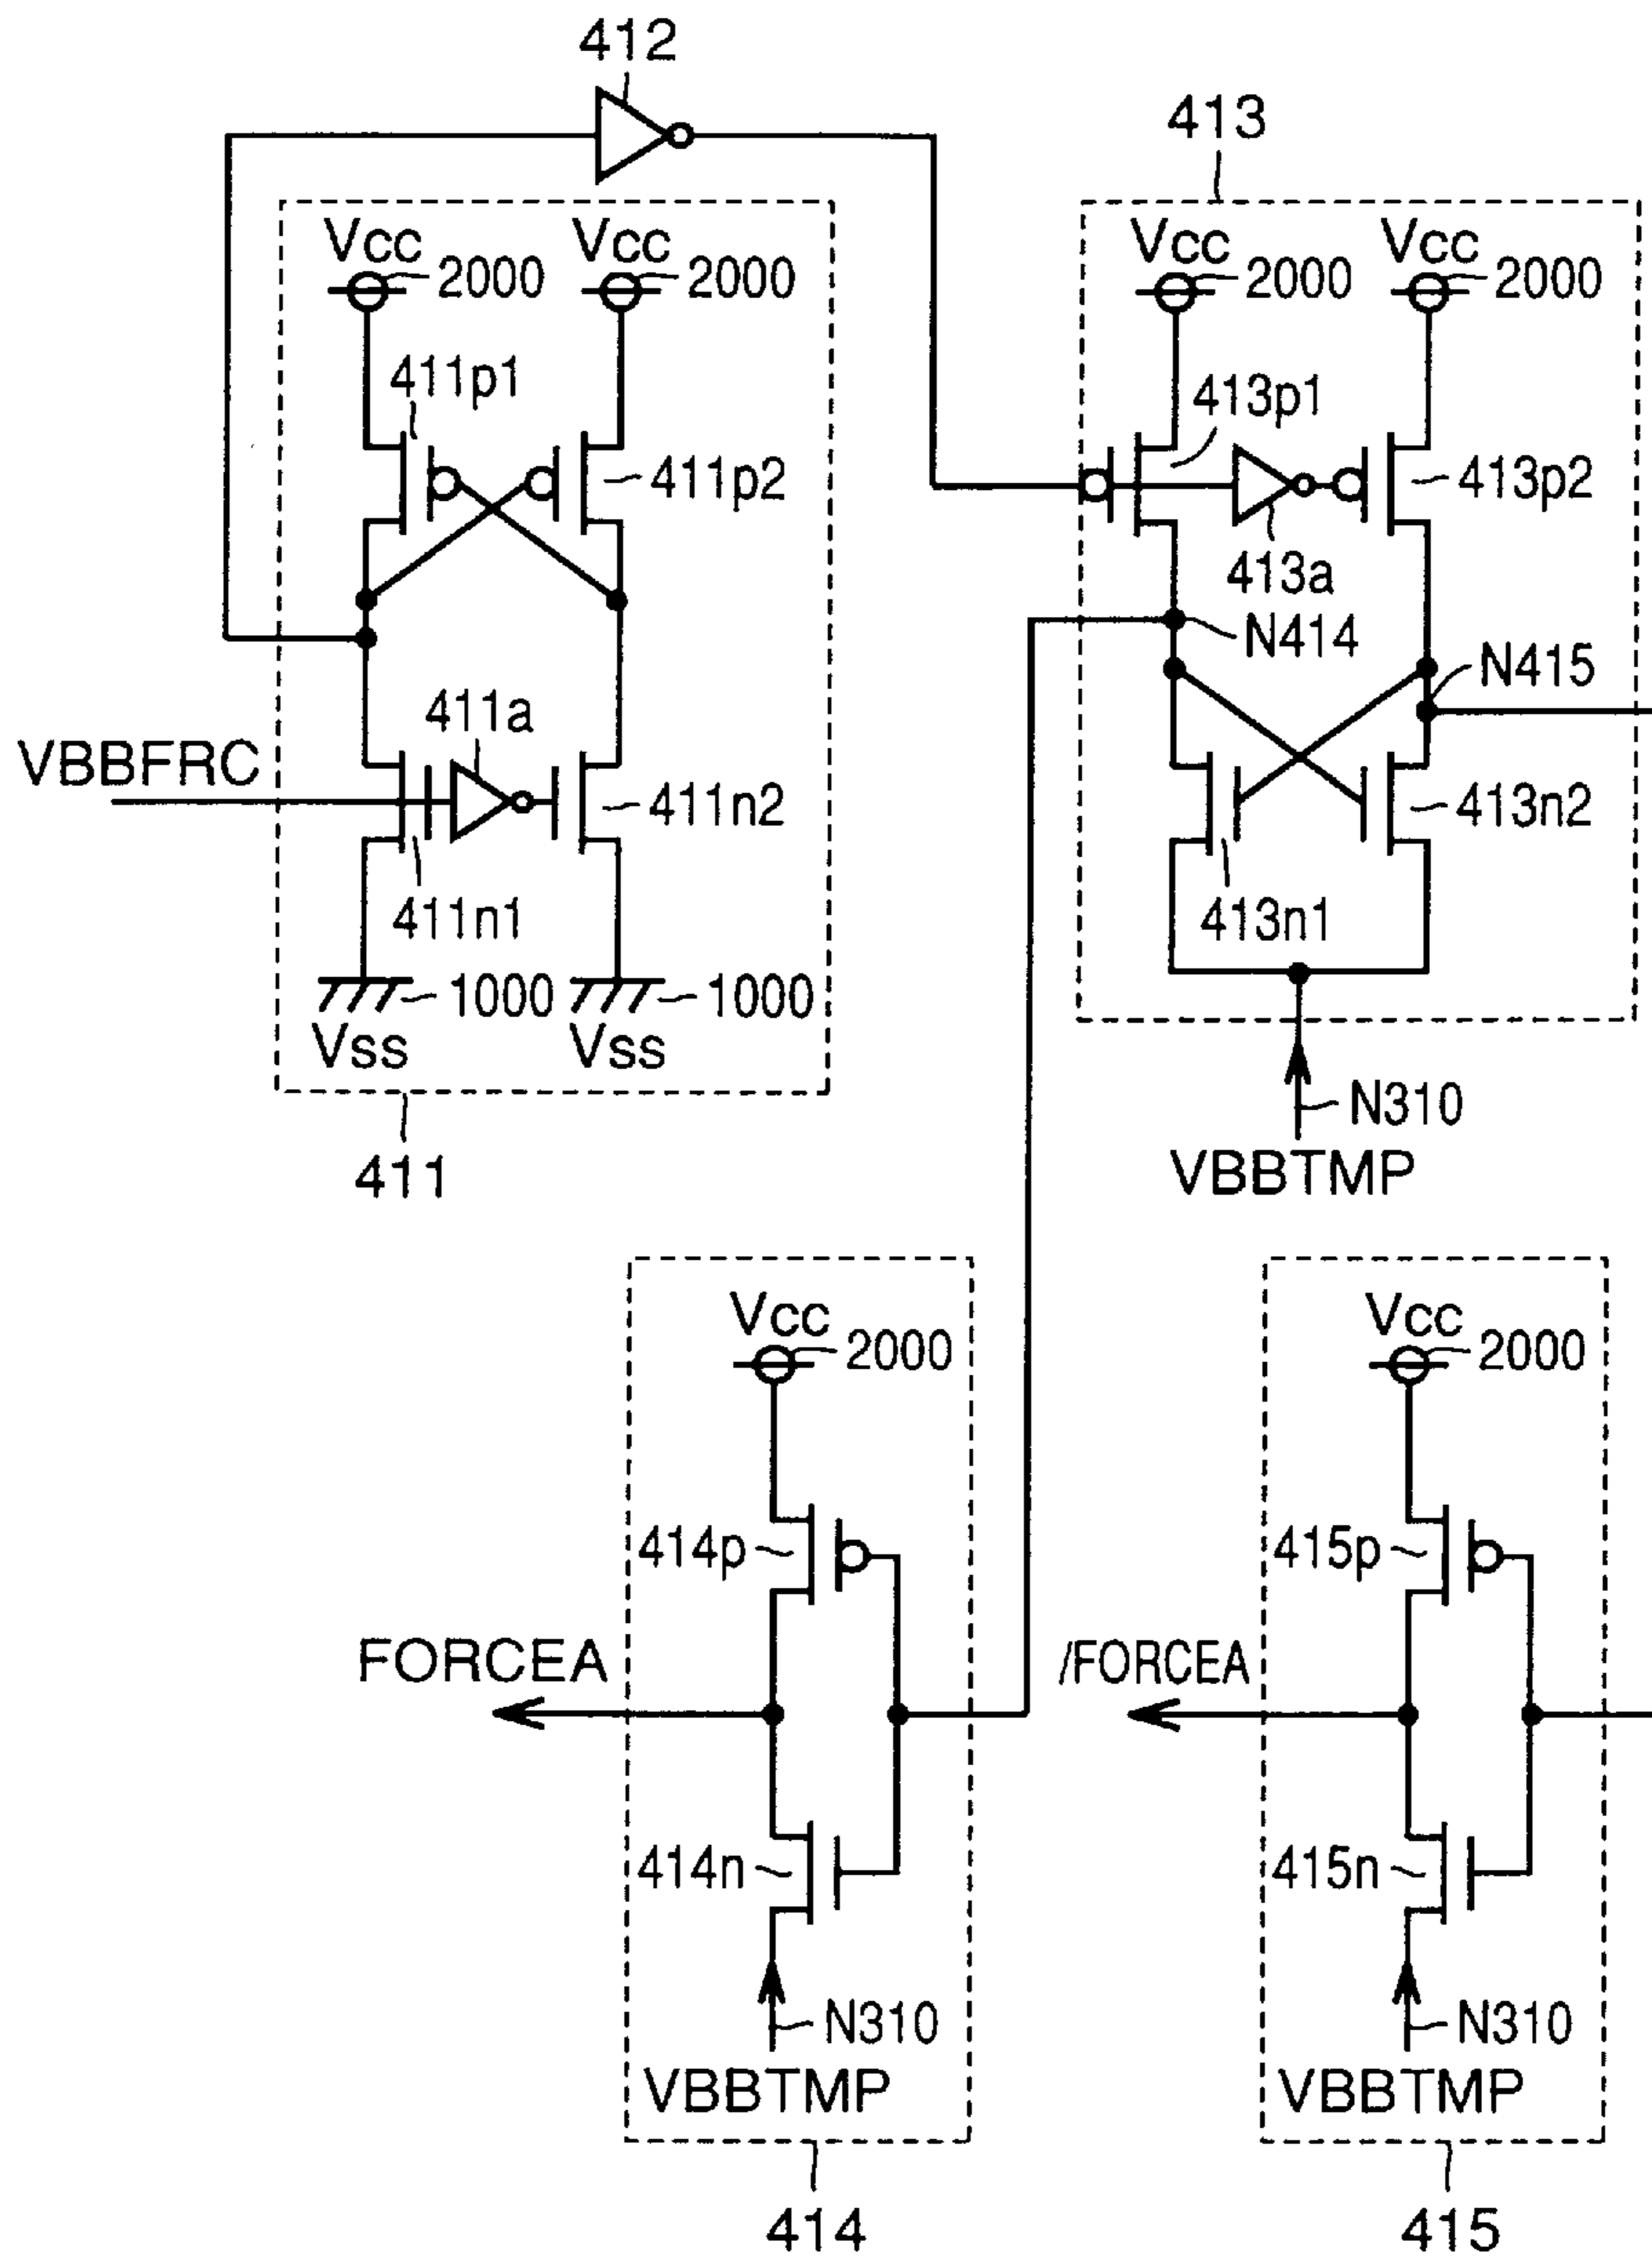 412
413
Vcc
2000
Vcc
2000
Vcc
2000
Vcc
2000
411p1
411p2
413p1
413p2
413a
N414
N415
VBBFRC
411a
411n2
411n1
413n2
413n1
1000
Vss
1000
Vss
N310
VBBTMP
411
Vcc
2000
414p
FORCEA
414n
N310
VBBTMP
414
Vcc
2000
415p
/FORCEA
415n
N310
VBBTMP
415